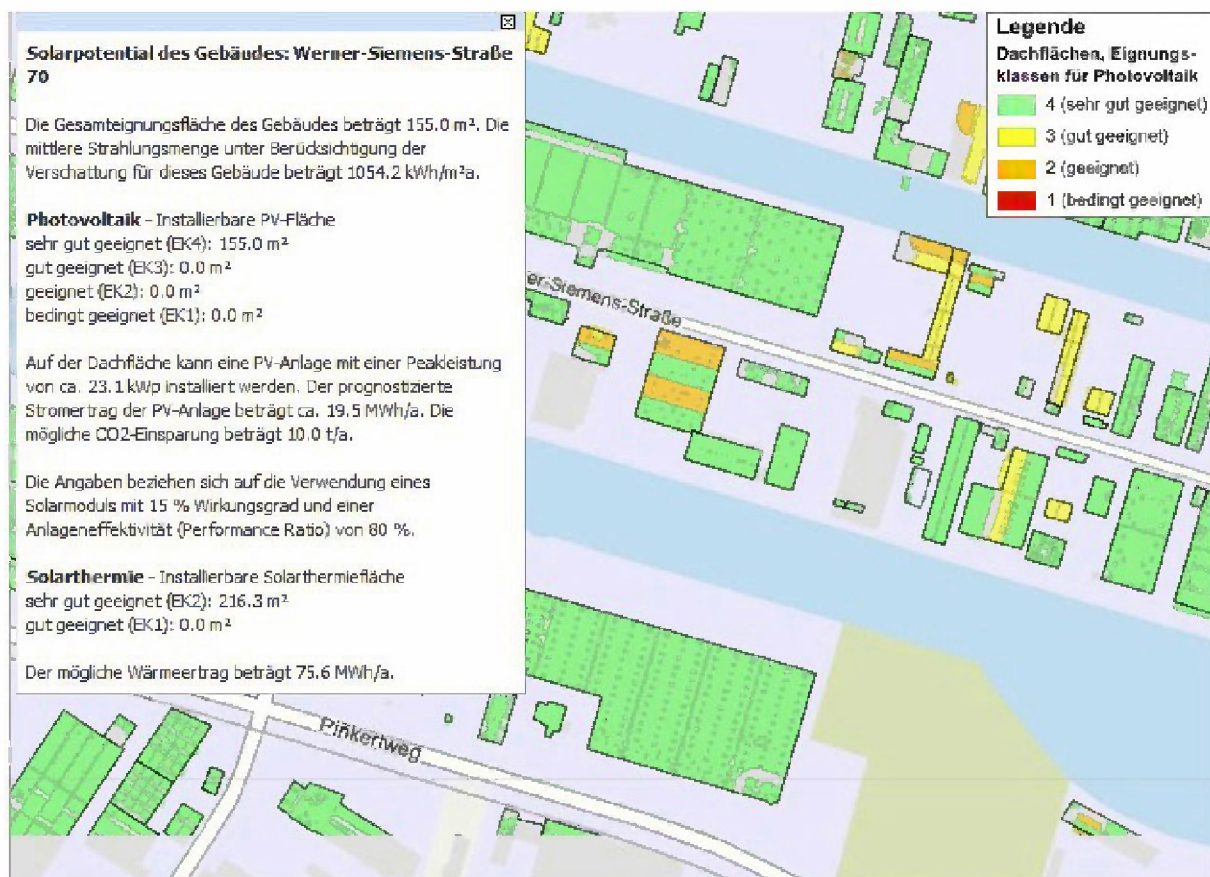 Solarpotential des Gebäudes: Werner-Siemens-Straße
70
Die Gesamteignungsfläche des Gebäudes beträgt 155.0 m². Die
mittlere Strahlungsmenge unter Berücksichtigung der
Verschattung für dieses Gebäude beträgt 1054.2 kWh/m²a.
Photovoltaik - Installierbare PV-Fläche
sehr gut geeignet (EK4): 155.0 m²
gut geeignet (EK3): 0.0 m²
geeignet (EK2): 0.0 m²
bedingt geeignet (EK1): 0.0 m²
Auf der Dachfläche kann eine PV-Anlage mit einer Peakleistung
von ca. 23.1 kWp installiert werden. Der prognostizierte
Stromertrag der PV-Anlage beträgt ca. 19.5 MWh/a. Die
mögliche CO2-Einsparung beträgt 10.0 t/a.
Die Angaben beziehen sich auf die Verwendung eines
Solarmoduls mit 15 % Wirkungsgrad und einer
Anlageneffektivität (Performance Ratio) von 80 %.
Solarthermie - Installierbare Solarthermiefläche
sehr gut geeignet (EK2): 216.3 m²
gut geeignet (EK1): 0.0 m²
Der mögliche Wärmeertrag beträgt 75.6 MWh/a.
Legende
Dachflächen, Eignungs-
klassen für Photovoltaik
4 (sehr gut geeignet)
3 (gut geeignet)
2 (geeignet)
1 (bedingt geeignet)
er-Siemens-Straße
Pinkertweg